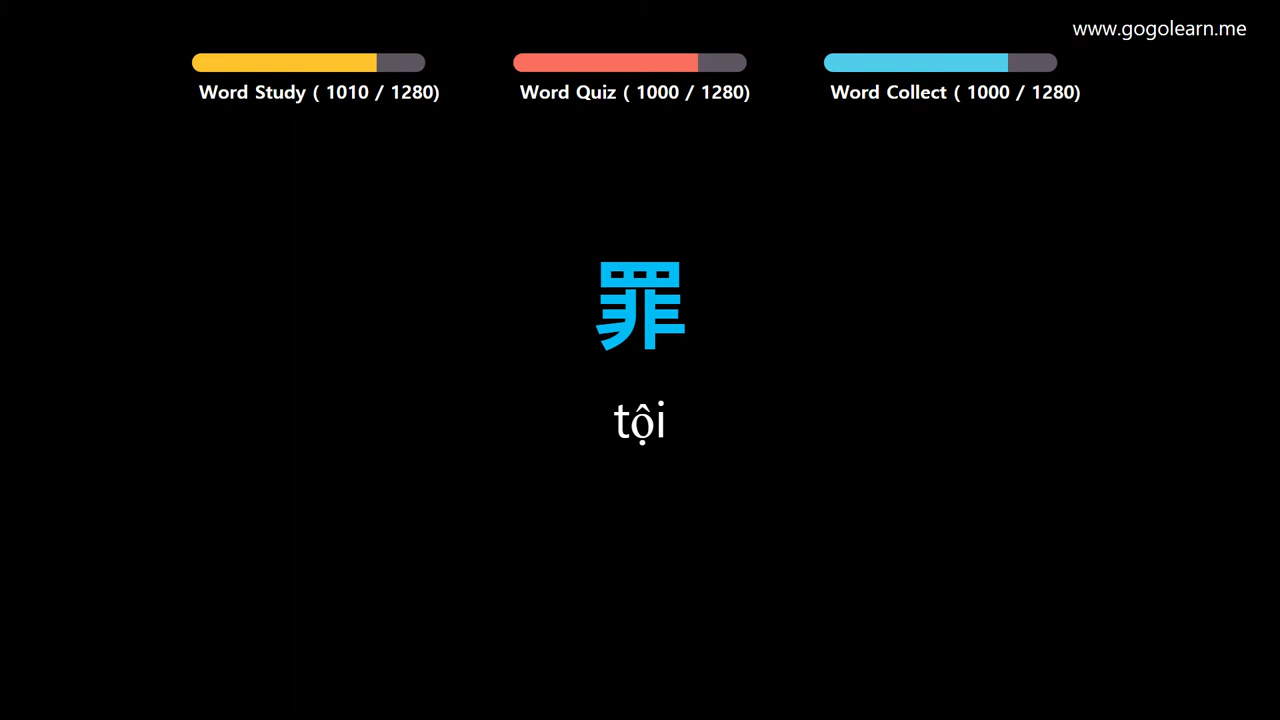 www.gogolearn.me
Word Study ( 1010 / 1280)
Word Quiz ( 1000 / 1280)
Word Collect ( 1000 / 1280)
罪
tội